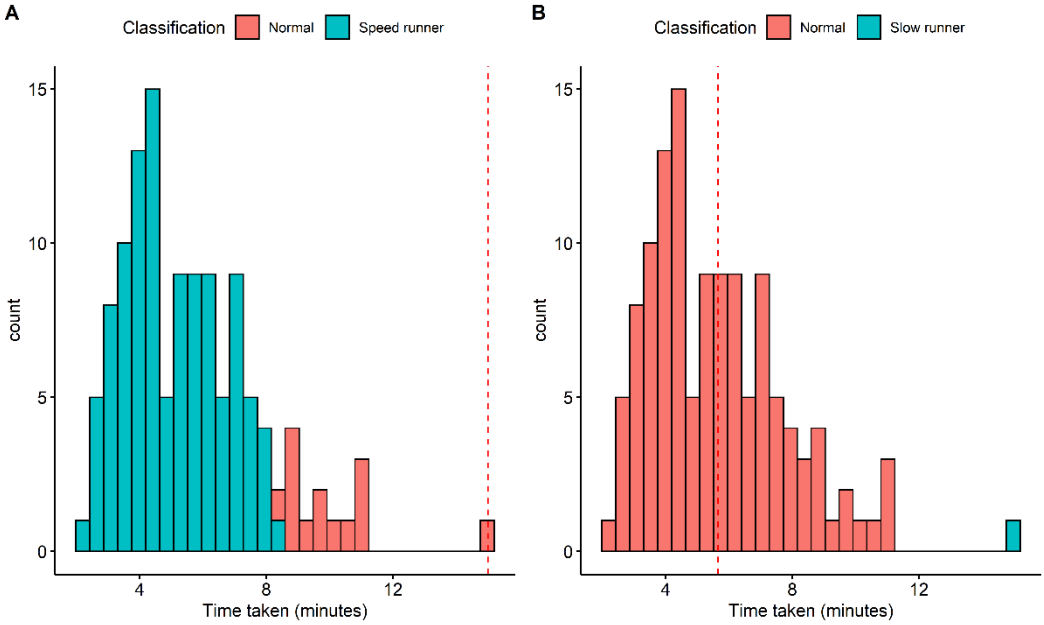 A
Classification Normal Speed runner
15
10
5
0
count
4 8 12
Time taken (minutes)
B
Classification Normal Slow runner
15
10
5
0
count
4 8 12
Time taken (minutes)